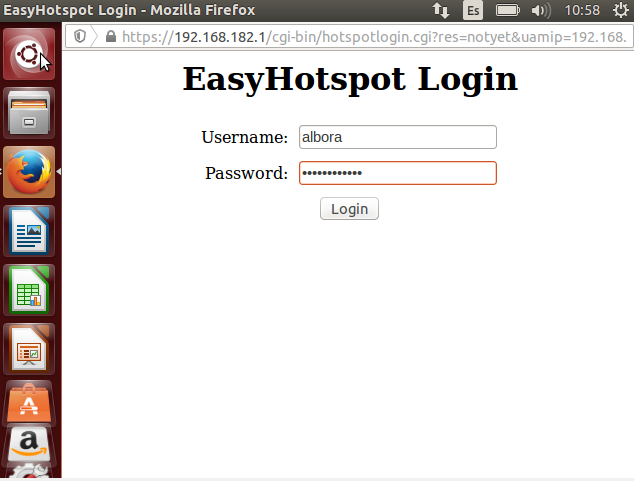 EasyHotspot Login - Mozilla Firefox
Es
10:58
https://192.168.182.1/cgi-bin/hotspotlogin.cgi?res=notyet&uamip=192.168.
EasyHotspot Login
Username: albora
Password: ••••••••••••
Login
A
a